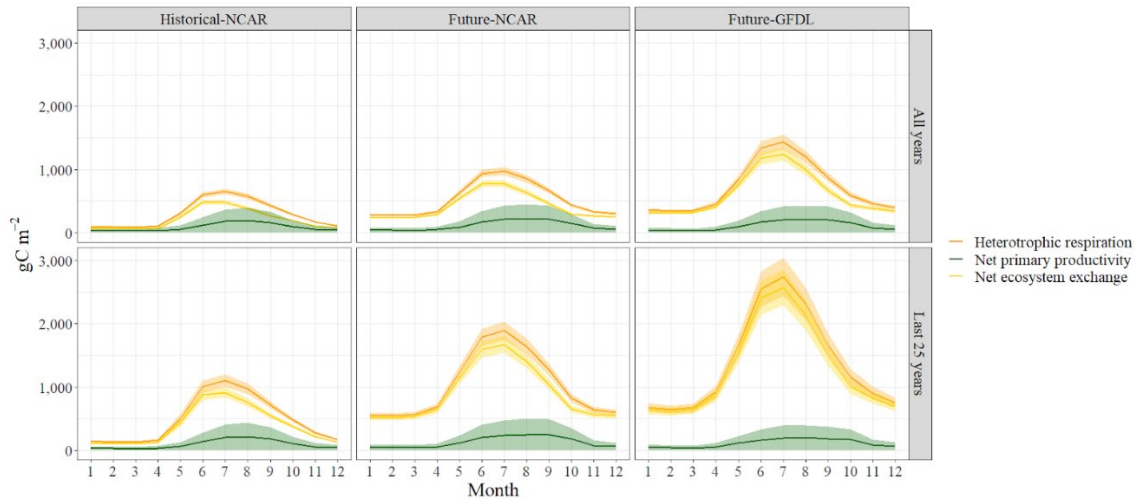 Historical-NCAR Future-NCAR Future-GFDL
3,000
2,000
1,000
0
All years
3,000
2,000
1,000
0
Last 25 years
gC m⁻²
1 2 3 4 5 6 7 8 9 10 11 12 1 2 3 4 5 6 7 8 9 10 11 12 1 2 3 4 5 6 7 8 9 10 11 12
Month
Heterotrophic respiration
Net primary productivity
Net ecosystem exchange